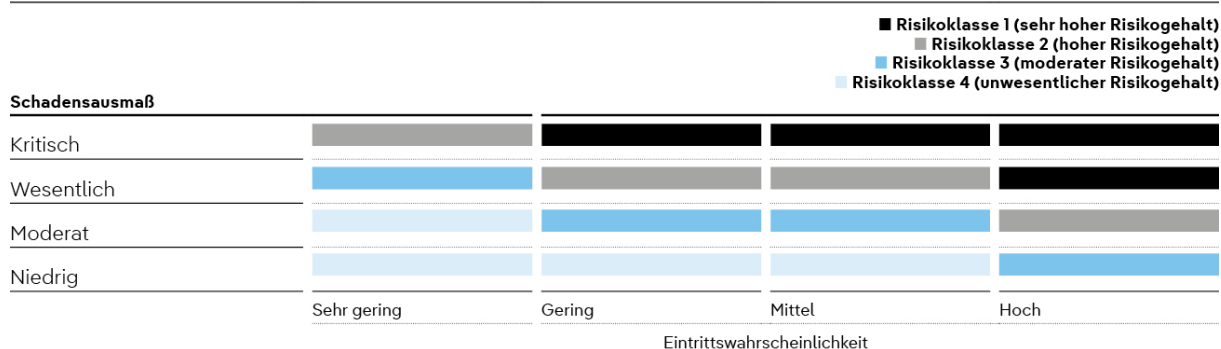 Risikoklasse 1 (sehr hoher Risikogehalt)
Risikoklasse 2 (hoher Risikogehalt)
Risikoklasse 3 (moderater Risikogehalt)
Risikoklasse 4 (unwesentlicher Risikogehalt)
Schadensausmaß
Kritisch
Wesentlich
Moderat
Niedrig
Sehr gering Gering Mittel Hoch
Eintrittswahrscheinlichkeit